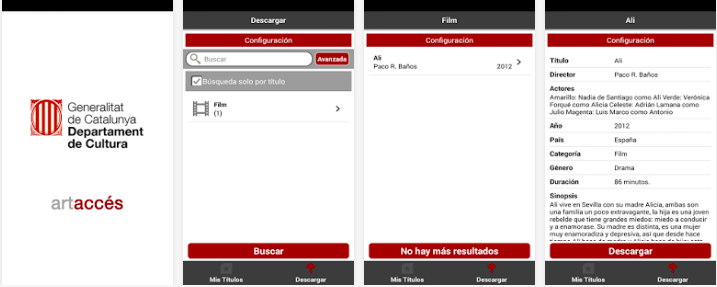 Generalitat
de Catalunya
Departament
de Cultura
artaccés
Descargar
Configuración
Buscar
Avanzada
Búsqueda solo por título
Film
(1)
Buscar
Mis Títulos
Descargar
Film
Configuración
Ali
Paco R. Baños
2012
No hay más resultados
Mis Títulos
Descargar
Ali
Configuración
Título Ali
Director Paco R. Baños
Actores
Amarillo: Nadia de Santiago como Ali Verde: Verónica
Forqué como Alicia Celeste: Adrián Lamana como
Julio Magenta: Luis Marco como Antonio
Año 2012
País España
Categoría Film
Género Drama
Duración 86 minutos.
Sinopsis
Ali vive en Sevilla con su madre Alicia, ambas son
una familia un poco extravagante, la hija es una joven
rebelde que tiene grandes miedos: miedo a conducir
y a enamorase. Su madre es distinta, es una mujer
muy enamoradiza y depresiva, así que desde hace
Descargar
Mis Títulos
Descargar